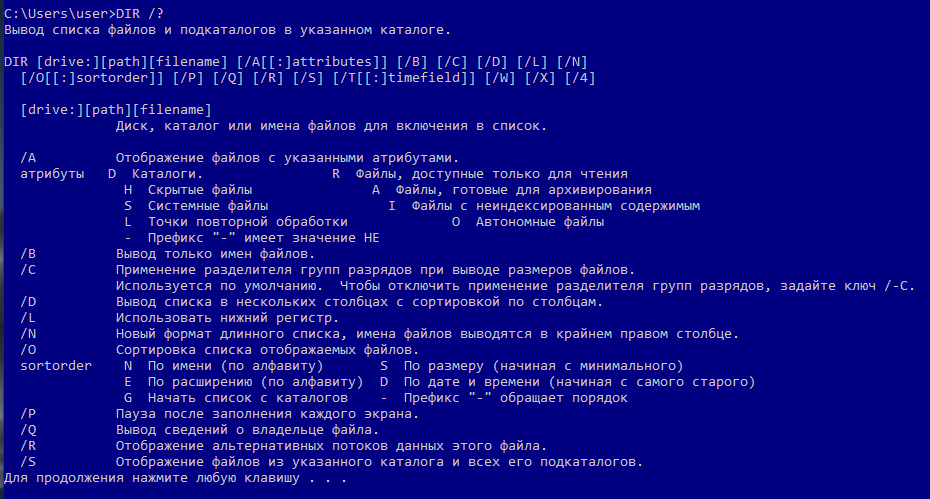 C:\Users\user>DIR /?
Вывод списка файлов и подкаталогов в указанном каталоге.

DIR [drive:][path][filename] [/A[[:]attributes]] [/B] [/C] [/D] [/L] [/N]
  [/O[[:]sortorder]] [/P] [/Q] [/R] [/S] [/T[[:]timefield]] [/W] [/X] [/4]

  [drive:][path][filename]
              Диск, каталог или имена файлов для включения в список.

  /A          Отображение файлов с указанными атрибутами.
  атрибуты   D  Каталоги.                R  Файлы, доступные только для чтения
               H  Скрытые файлы               A  Файлы, готовые для архивирования
               S  Системные файлы               I  Файлы с неиндексированным содержимым
               L  Точки повторной обработки             O  Автономные файлы
               -  Префикс "-" имеет значение НЕ
  /B          Вывод только имен файлов.
  /C          Применение разделителя групп разрядов при выводе размеров файлов.
              Используется по умолчанию.  Чтобы отключить применение разделителя групп разрядов, задайте ключ /-C.
  /D          Вывод списка в нескольких столбцах с сортировкой по столбцам.
  /L          Использовать нижний регистр.
  /N          Новый формат длинного списка, имена файлов выводятся в крайнем правом столбце.
  /O          Сортировка списка отображаемых файлов.
  sortorder    N  По имени (по алфавиту)       S  По размеру (начиная с минимального)
               E  По расширению (по алфавиту)  D  По дате и времени (начиная с самого старого)
               G  Начать список с каталогов    -  Префикс "-" обращает порядок
  /P          Пауза после заполнения каждого экрана.
  /Q          Вывод сведений о владельце файла.
  /R          Отображение альтернативных потоков данных этого файла.
  /S          Отображение файлов из указанного каталога и всех его подкаталогов.
Для продолжения нажмите любую клавишу . . .